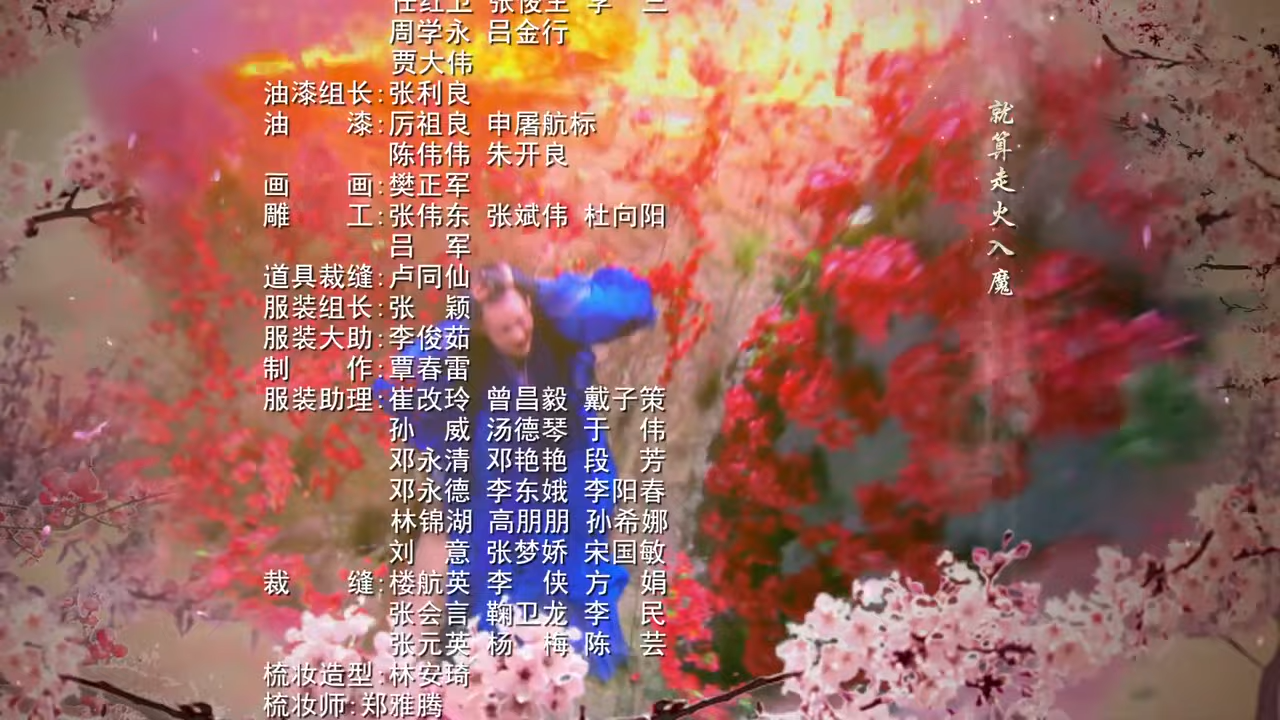 任红卫 张俊生 李 三
周学永 吕金行
贾大伟
油漆组长:张利良
油 漆:厉祖良 申屠航标
陈伟伟 朱开良
画 画:樊正军
雕 工:张伟东 张斌伟 杜向阳
吕 军
道具裁缝:卢同仙
服装组长:张 颖
服装大助:李俊茹
制 作:覃春雷
服装助理:崔改玲 曾昌毅 戴子策
孙 威 汤德琴 于 伟
邓永清 邓艳艳 段 芳
邓永德 李东娥 李阳春
林锦湖 高朋朋 孙希娜
刘 意 张梦娇 宋国敏
裁 缝:楼航英 李 侠 方 娟
张会言 鞠卫龙 李 民
张元英 杨 梅 陈 芸
梳妆造型:林安琦
梳妆师:郑雅腾
就算走火入魔